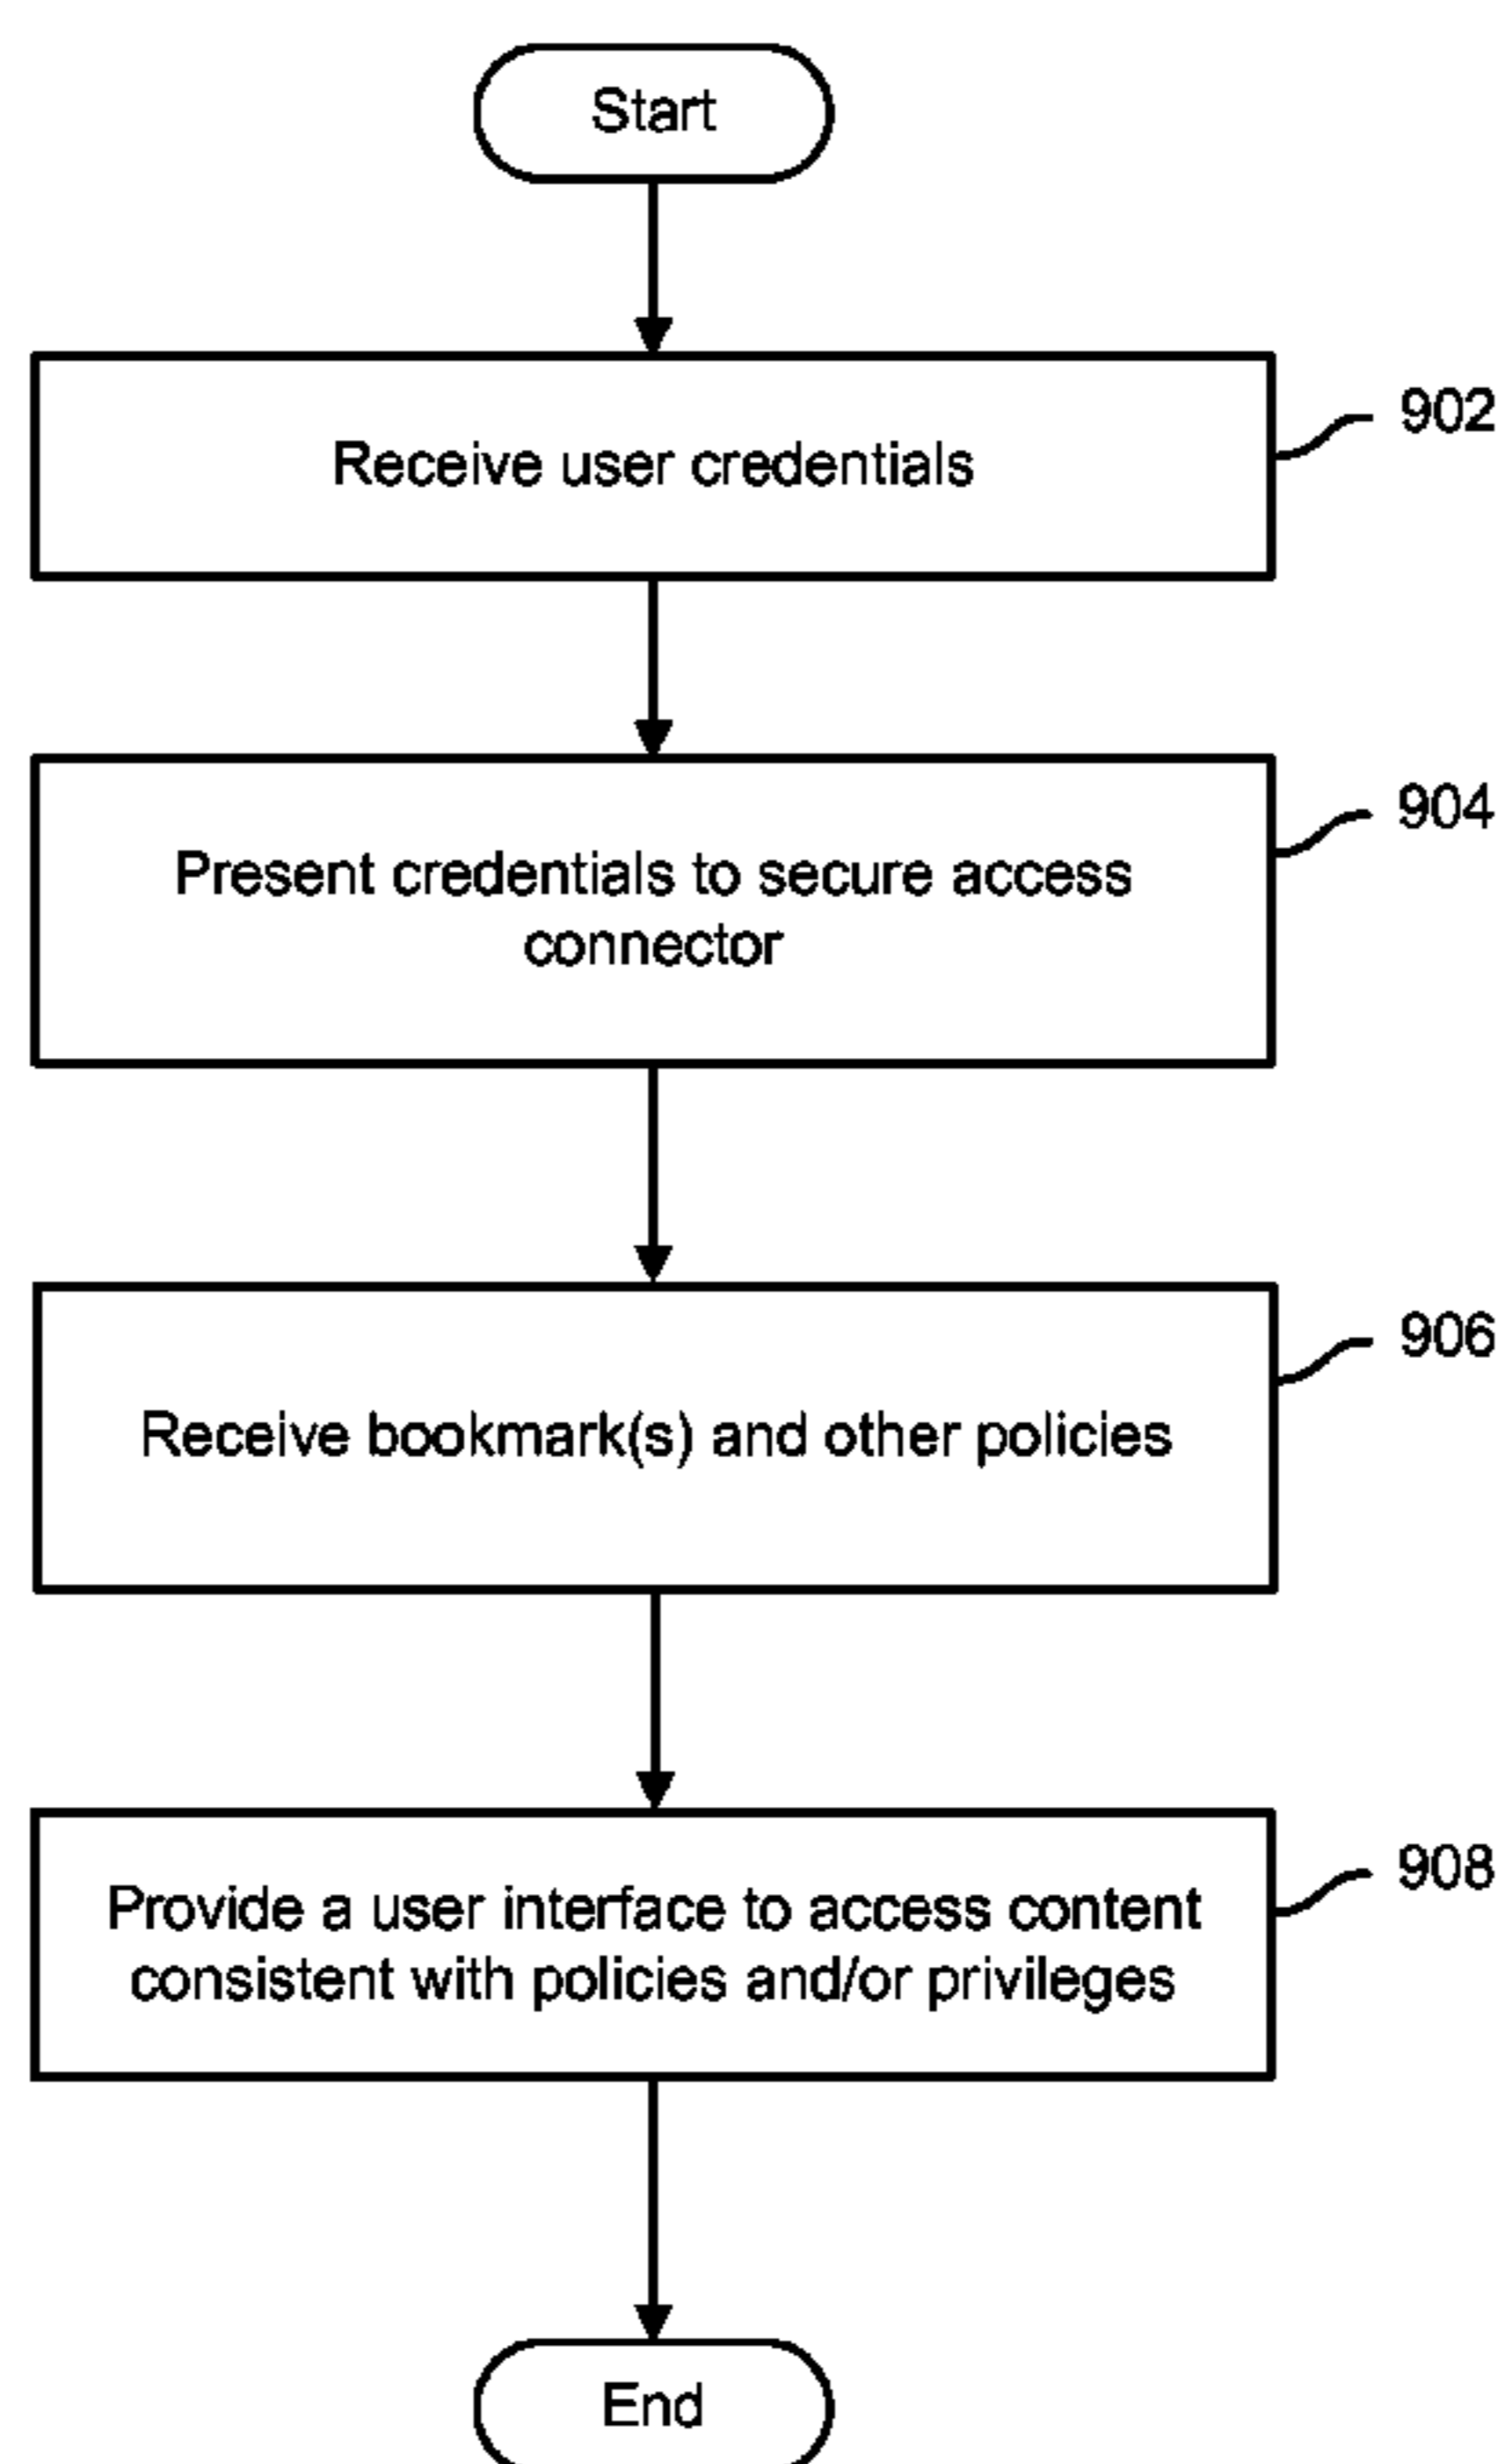 Start
Receive user credentials
902
Present credentials to secure access
connector
904
Receive bookmark(s) and other policies
906
Provide a user interface to access content
consistent with policies and/or privileges
908
End